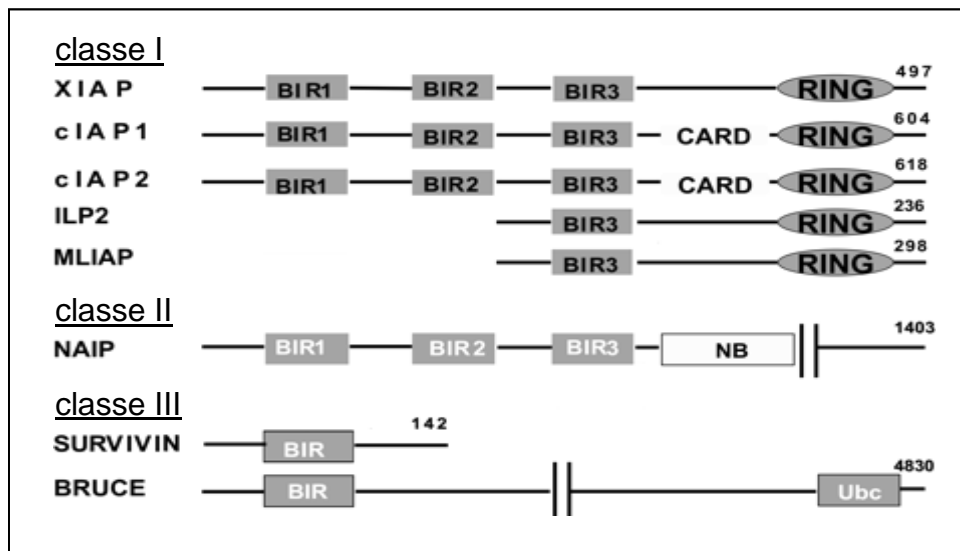 classe I
XIAP BIR1 BIR2 BIR3 RING 497
cIAP1 BIR1 BIR2 BIR3 CARD RING 604
cIAP2 BIR1 BIR2 BIR3 CARD RING 618
ILP2 BIR3 RING 236
MLIAP BIR3 RING 298
classe II
NAIP BIR1 BIR2 BIR3 NB 1403
classe III
SURVIVIN BIR 142
BRUCE BIR Ubc 4830